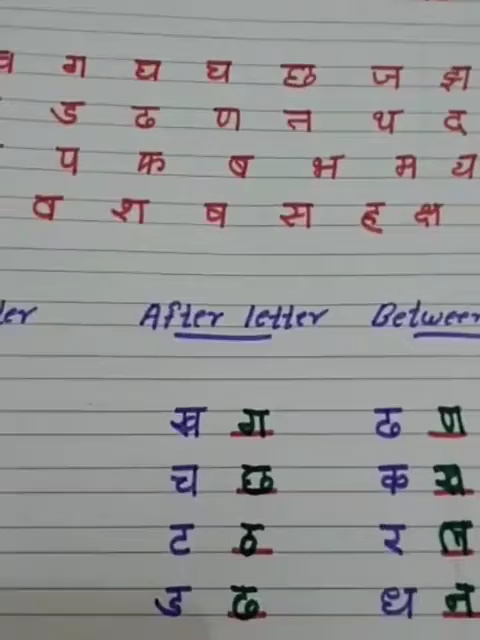 ग घ घ छ ज झ
ड ढ ण त थ द
प फ ब भ म य
व श ष स ह क्ष
After letter Between
ख ग ढ ण
च छ क ख
ट ठ र ल
ड ढ ध न